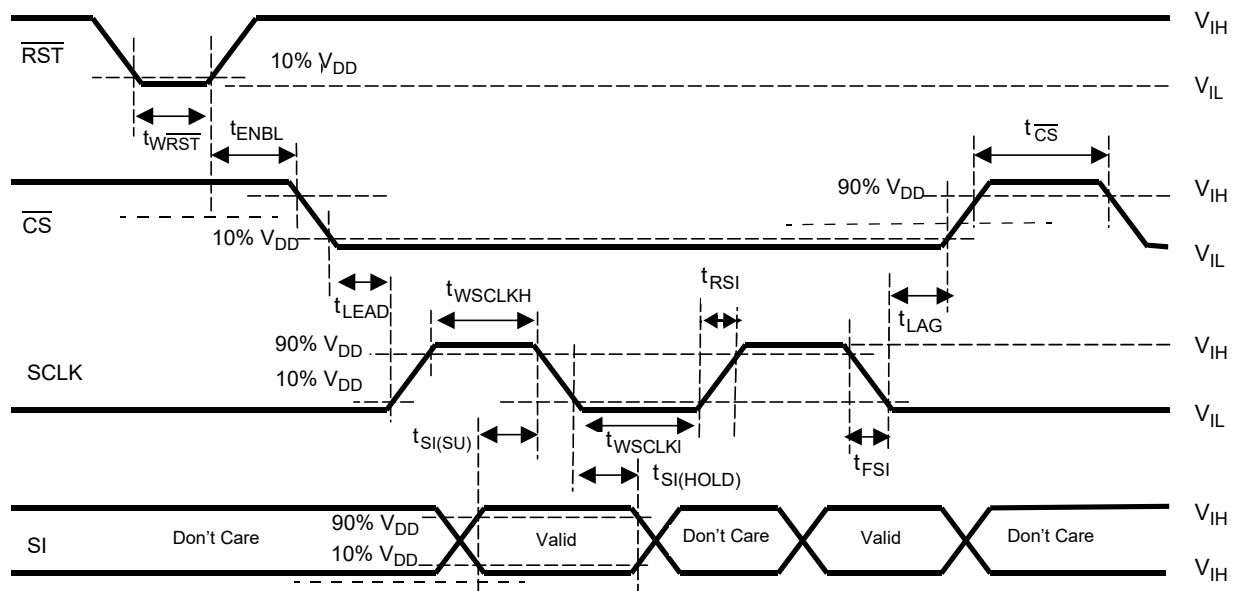 V_IH
RST
10% V_DD
V_IL
t_WRST
t_ENBL
t_CS
90% V_DD
V_IH
CS
10% V_DD
V_IL
t_RSI
t_LEAD
t_WSCLKH
t_LAG
90% V_DD
V_IH
SCLK
10% V_DD
V_IL
t_SI(SU)
t_WSCLKl
t_FSI
t_SI(HOLD)
V_IH
90% V_DD
SI
Don't Care
Valid
Don't Care
Valid
Don't Care
10% V_DD
V_IH